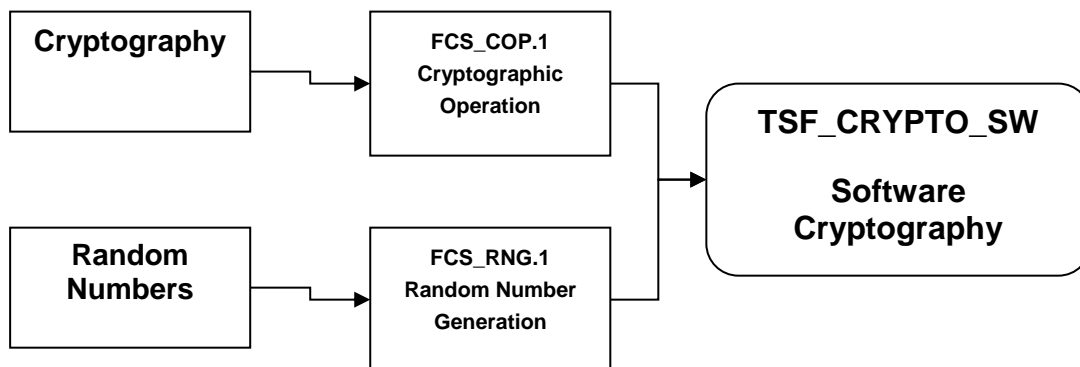 Cryptography
FCS_COP.1
Cryptographic
Operation
TSF_CRYPTO_SW
Software
Cryptography
Random
Numbers
FCS_RNG.1
Random Number
Generation